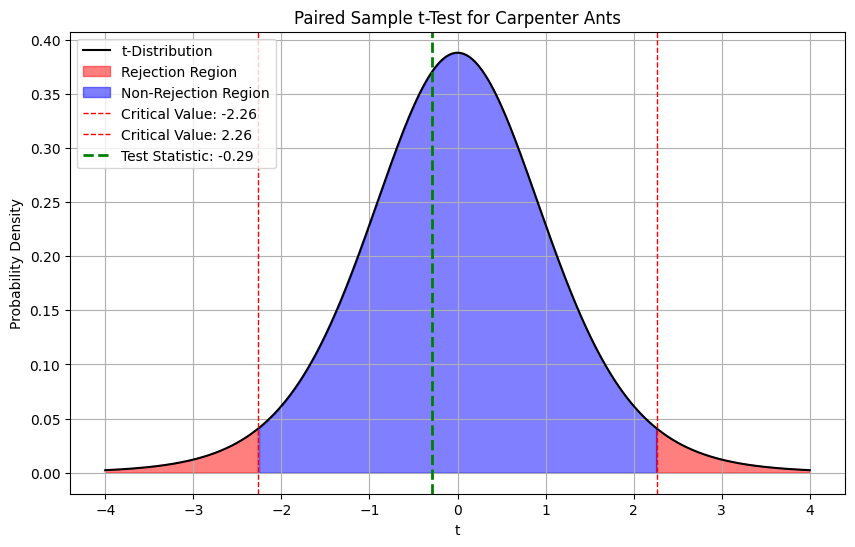 Paired Sample t-Test for Carpenter Ants
t-Distribution
Rejection Region
Non-Rejection Region
Critical Value: -2.26
Critical Value: 2.26
Test Statistic: -0.29
Probability Density
0.40
0.35
0.30
0.25
0.20
0.15
0.10
0.05
0.00
−4 −3 −2 −1 0 1 2 3 4
t